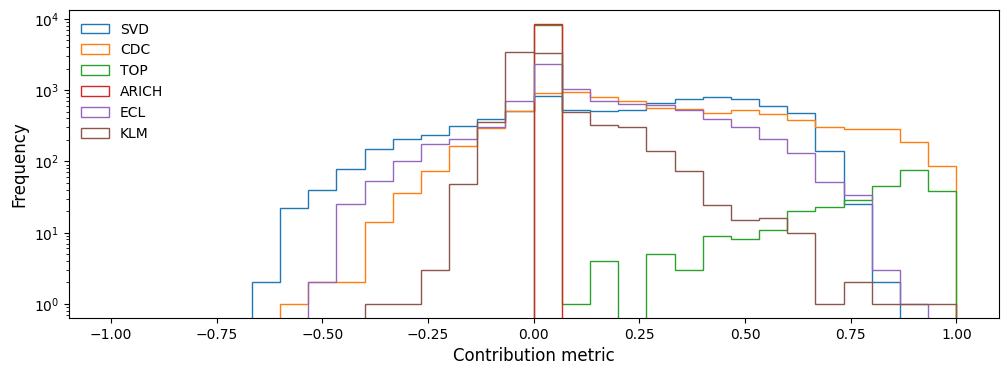 10⁴
10³
10²
10¹
10⁰
Frequency
SVD
CDC
TOP
ARICH
ECL
KLM
−1.00 −0.75 −0.50 −0.25 0.00 0.25 0.50 0.75 1.00
Contribution metric